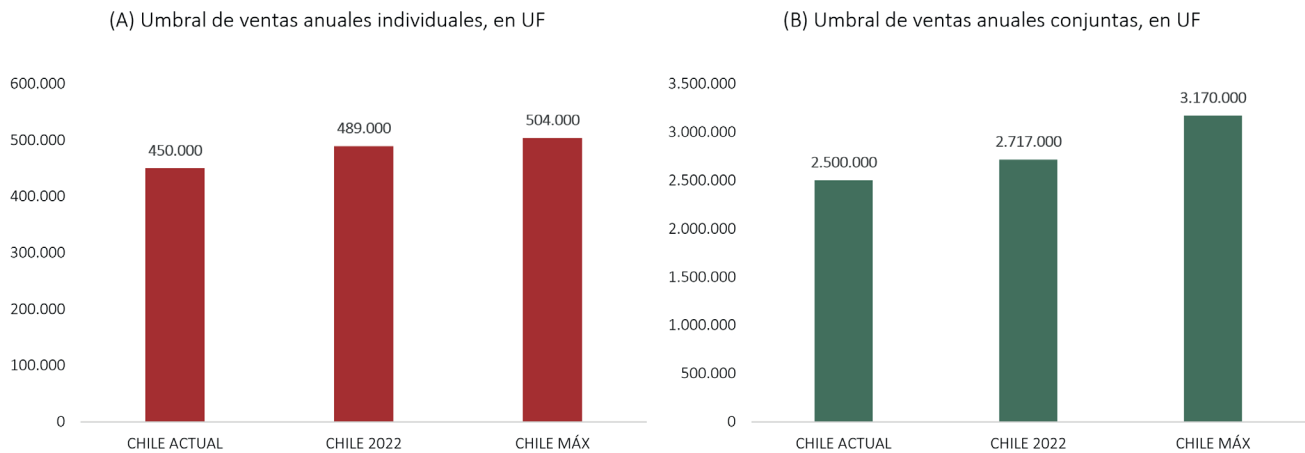 (A) Umbral de ventas anuales individuales, en UF
600.000
500.000
400.000
300.000
200.000
100.000
0
450.000
489.000
504.000
CHILE ACTUAL
CHILE 2022
CHILE MÁX
(B) Umbral de ventas anuales conjuntas, en UF
3.500.000
3.000.000
2.500.000
2.000.000
1.500.000
1.000.000
500.000
0
2.500.000
2.717.000
3.170.000
CHILE ACTUAL
CHILE 2022
CHILE MÁX